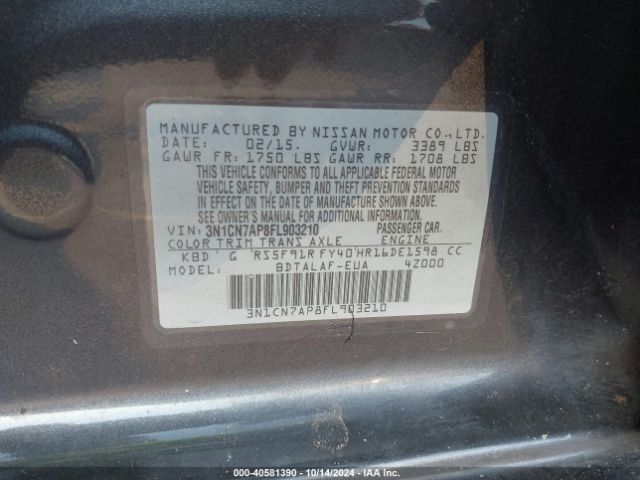 MANUFACTURED BY NISSAN MOTOR CO.,LTD.
DATE: 02/15. GVWR: 3389 LBS
GAWR FR: 1750 LBS GAWR RR: 1708 LBS
THIS VEHICLE CONFORMS TO ALL APPLICABLE FEDERAL MOTOR
VEHICLE SAFETY, BUMPER AND THEFT PREVENTION STANDARDS
IN EFFECT ON THE DATE OF MANUFACTURE SHOWN ABOVE.
SEE OWNER'S MANUAL FOR ADDITIONAL INFORMATION.
VIN: 3N1CN7AP8FL903210 PASSENGER CAR.
COLOR TRIM TRANS AXLE ENGINE
KBD G RS5F91R FY40 HR16DE1598 CC
MODEL: BDTALAF-EUA 4Z000
3N1CN7AP8FL903210
000-40581390 - 10/14/2024 - IAA Inc.